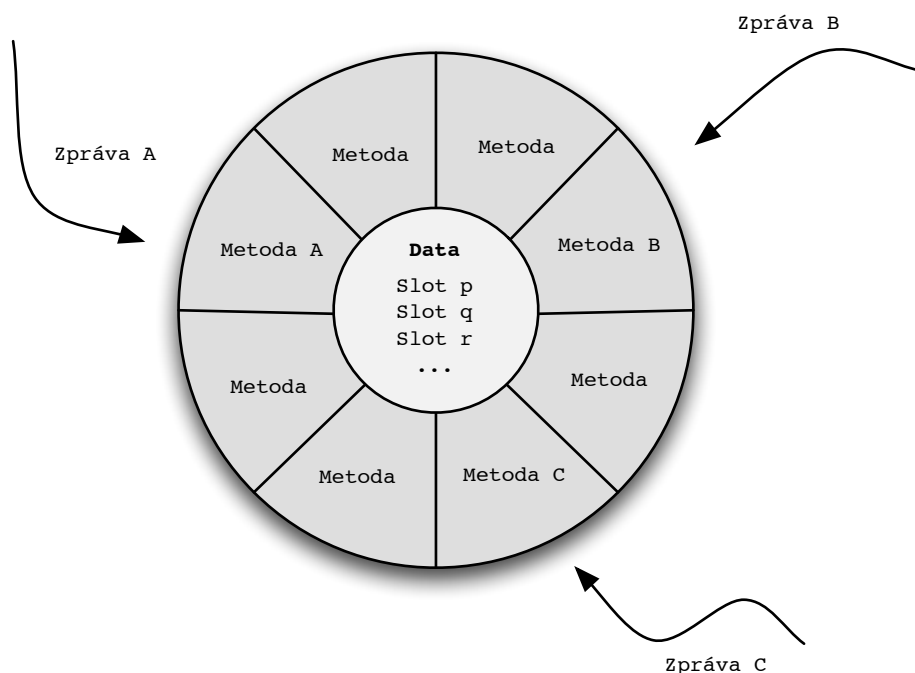 Zpráva B
Zpráva A
Metoda
Metoda
Metoda A
Metoda B
Data
Slot p
Slot q
Slot r
...
Metoda
Metoda
Metoda
Metoda C
Zpráva C